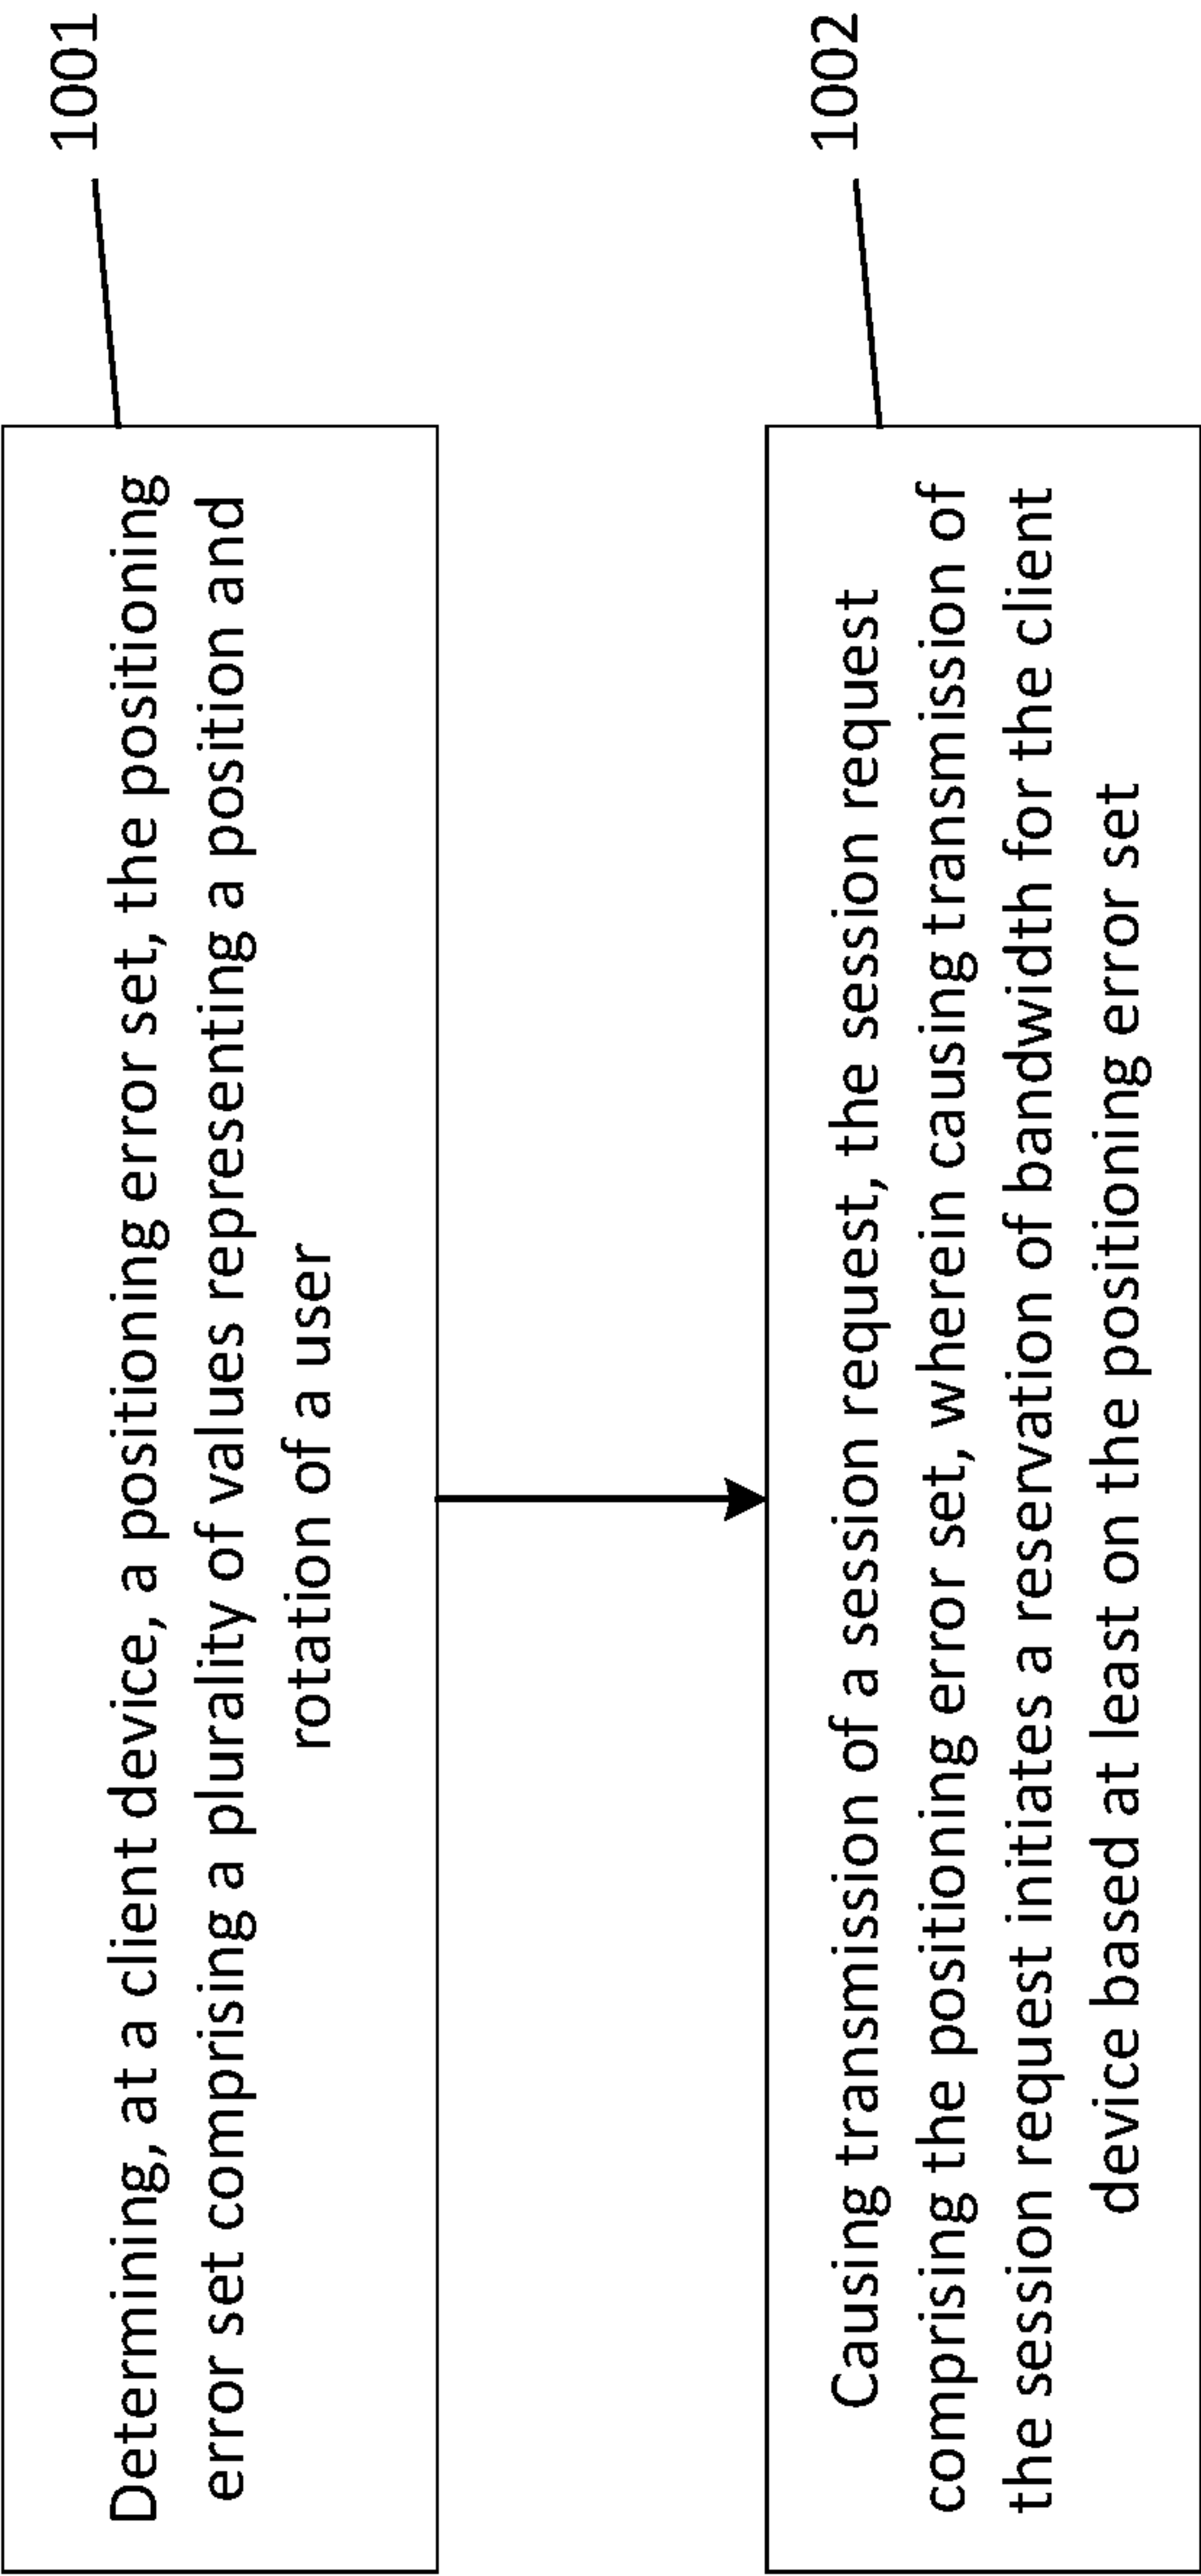 Determining, at a client device, a positioning error set, the positioning
error set comprising a plurality of values representing a position and
rotation of a user
1001
Causing transmission of a session request, the session request
comprising the positioning error set, wherein causing transmission of
the session request initiates a reservation of bandwidth for the client
device based at least on the positioning error set
1002